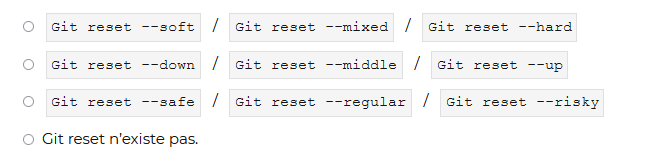 Git reset --soft / Git reset --mixed / Git reset --hard
Git reset --down / Git reset --middle / Git reset --up
Git reset --safe / Git reset --regular / Git reset --risky
Git reset n'existe pas.